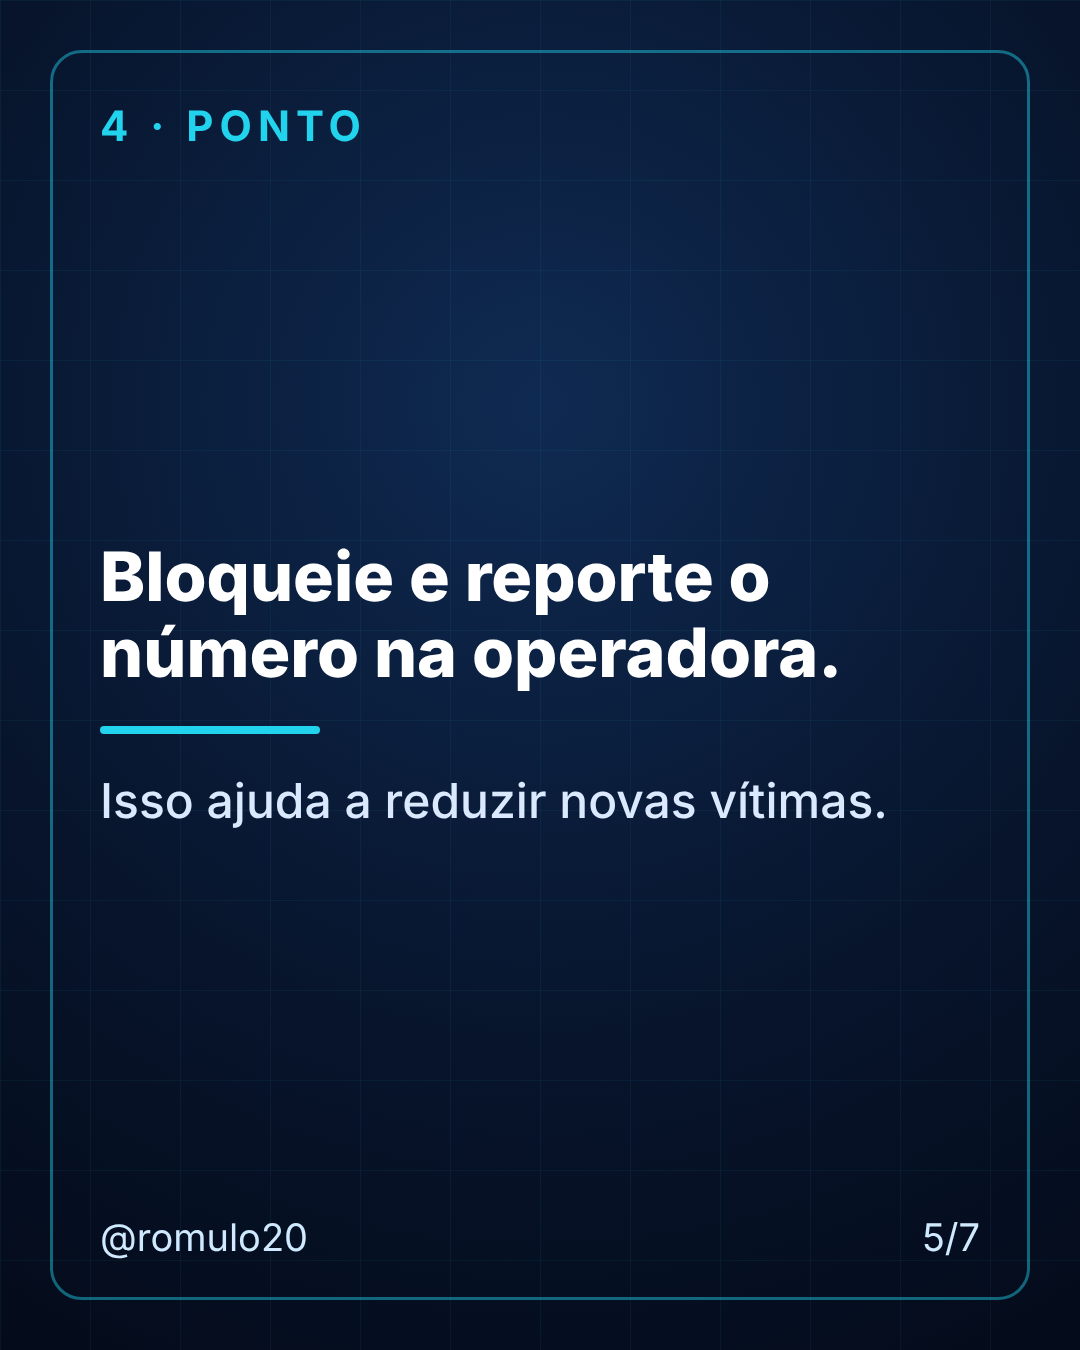 4 · PONTO
Bloqueie e reporte o
número na operadora.
Isso ajuda a reduzir novas vítimas.
@romulo20
5/7